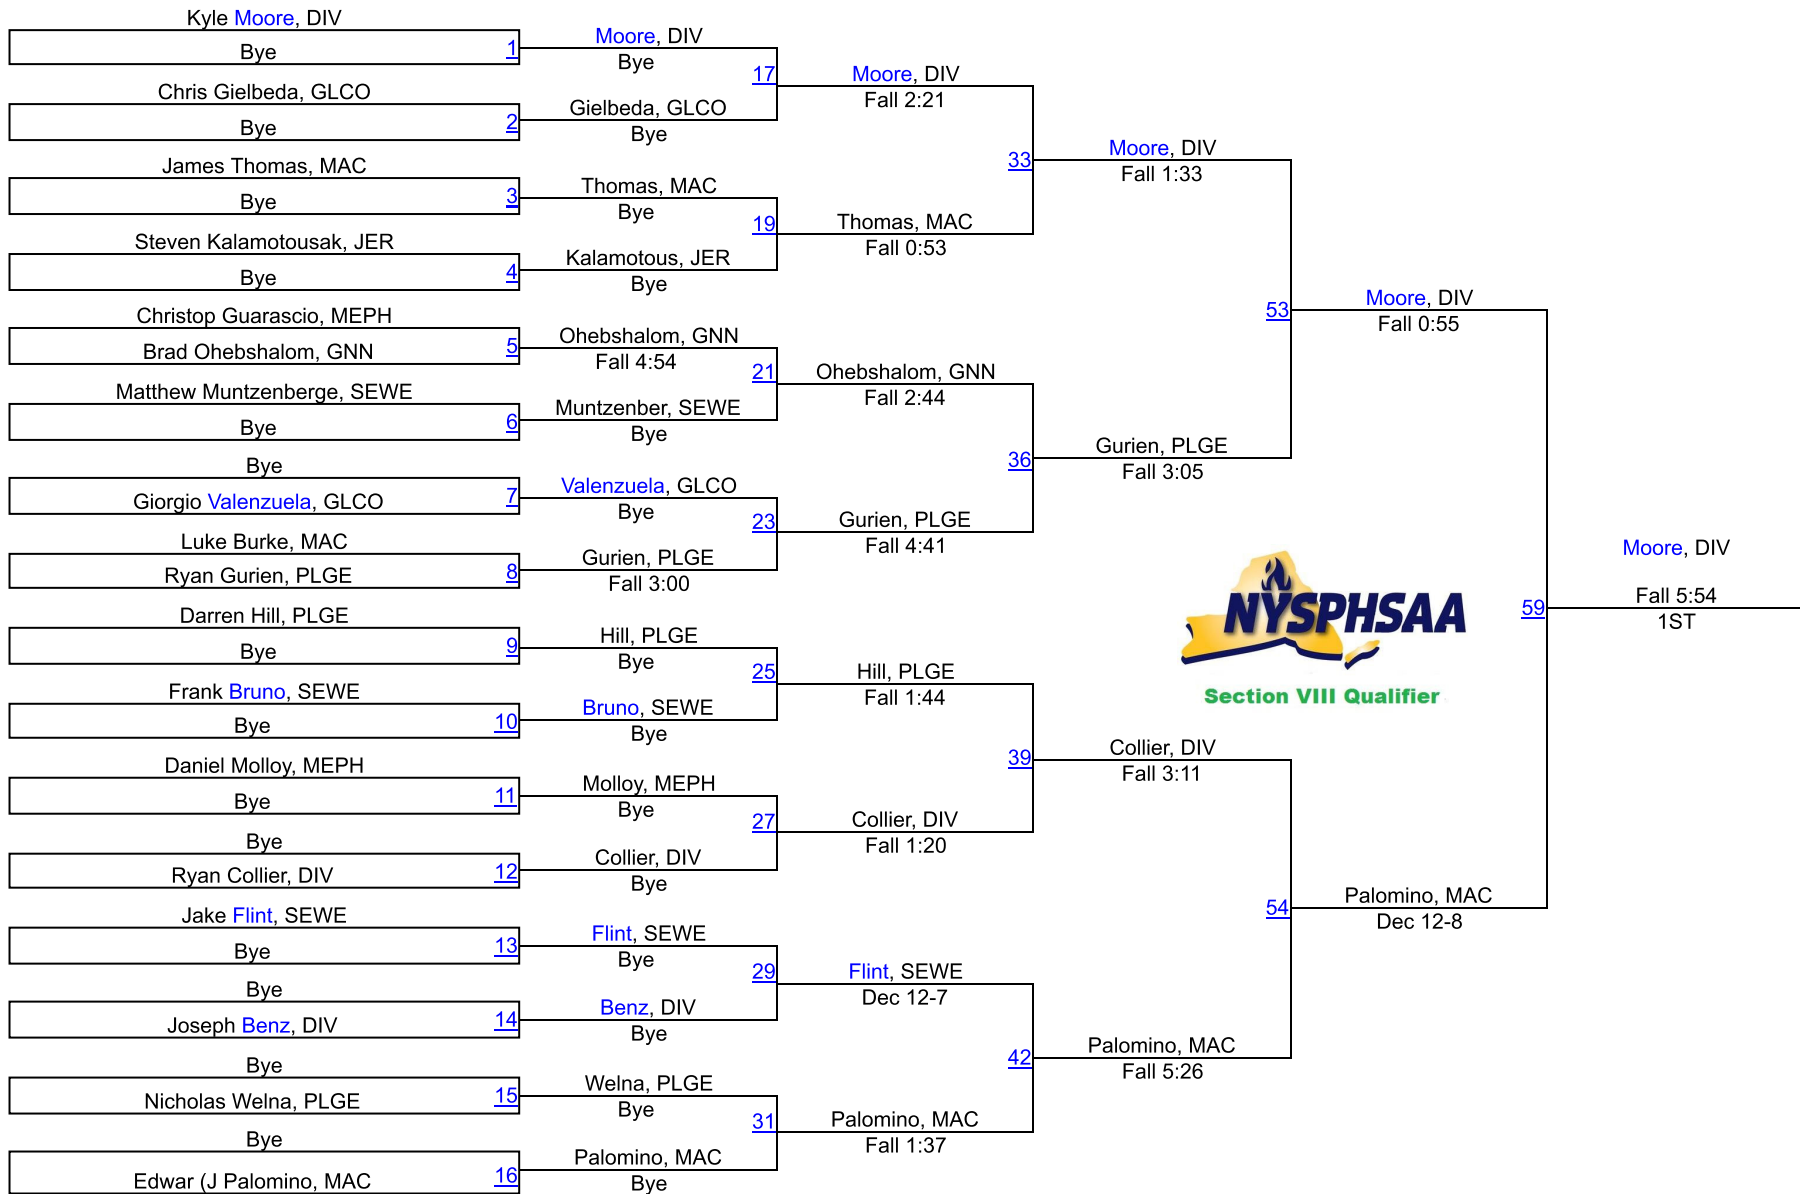 Kyle Moore, DIV
Bye
1
Chris Gielbeda, GLCO
Bye
2
James Thomas, MAC
Bye
3
Steven Kalamotousak, JER
Bye
4
Christop Guarascio, MEPH
Brad Ohebshalom, GNN
5
Matthew Muntzenberge, SEWE
Bye
6
Bye
Giorgio Valenzuela, GLCO
7
Luke Burke, MAC
Ryan Gurien, PLGE
8
Darren Hill, PLGE
Bye
9
Frank Bruno, SEWE
Bye
10
Daniel Molloy, MEPH
Bye
11
Bye
Ryan Collier, DIV
12
Jake Flint, SEWE
Bye
13
Bye
Joseph Benz, DIV
14
Bye
Nicholas Welna, PLGE
15
Bye
Edwar (J Palomino, MAC
16
Moore, DIV
Bye
17
Gielbeda, GLCO
Bye
Thomas, MAC
Bye
19
Kalamotous, JER
Bye
Ohebshalom, GNN
Fall 4:54
21
Muntzenber, SEWE
Bye
Valenzuela, GLCO
Bye
23
Gurien, PLGE
Fall 3:00
Hill, PLGE
Bye
25
Bruno, SEWE
Bye
Molloy, MEPH
Bye
27
Collier, DIV
Bye
Flint, SEWE
Bye
29
Benz, DIV
Bye
Welna, PLGE
Bye
31
Palomino, MAC
Bye
Moore, DIV
Fall 2:21
33
Thomas, MAC
Fall 0:53
Ohebshalom, GNN
Fall 2:44
36
Gurien, PLGE
Fall 4:41
Hill, PLGE
Fall 1:44
39
Collier, DIV
Fall 1:20
Flint, SEWE
Dec 12-7
42
Palomino, MAC
Fall 1:37
Moore, DIV
Fall 1:33
53
Gurien, PLGE
Fall 3:05
NYSPHSAA
Section VIII Qualifier
Collier, DIV
Fall 3:11
54
Palomino, MAC
Fall 5:26
Moore, DIV
Fall 0:55
59
Palomino, MAC
Dec 12-8
Moore, DIV
Fall 5:54
1ST